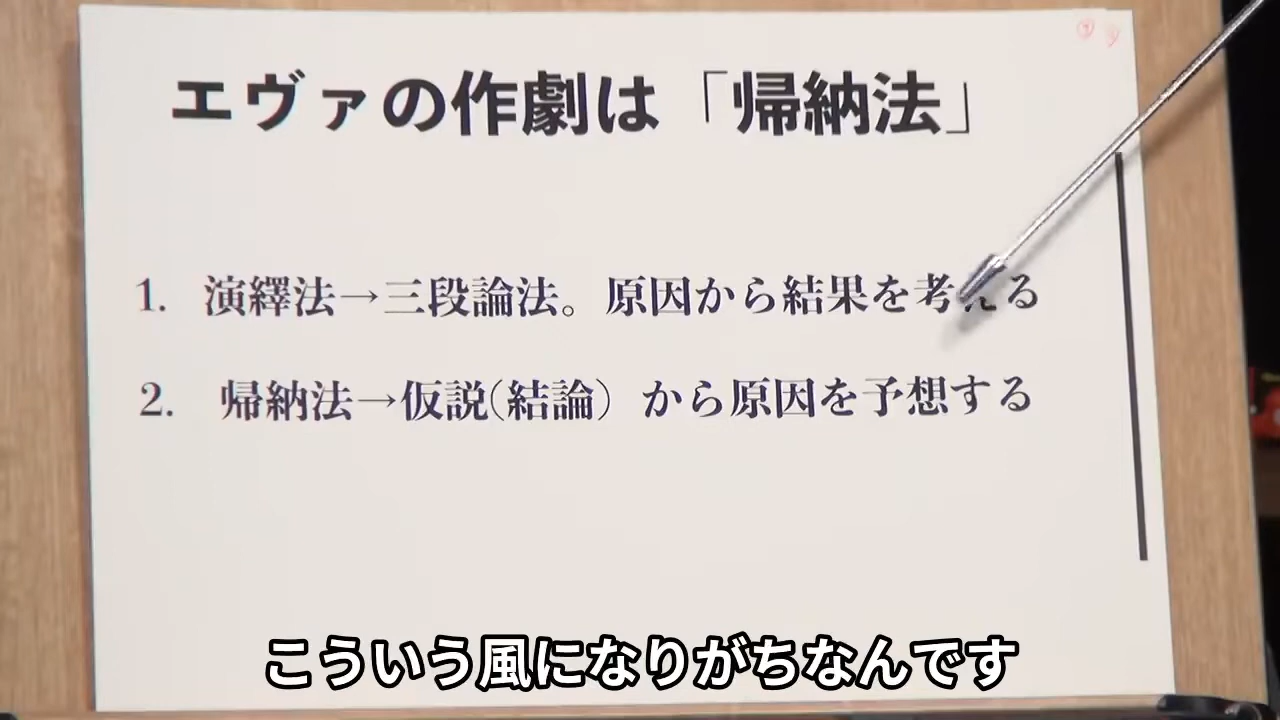 エヴァの作劇は「帰納法」
1. 演繹法→三段論法。原因から結果を考える
2. 帰納法→仮説(結論）から原因を予想する
こういう風になりがちなんです